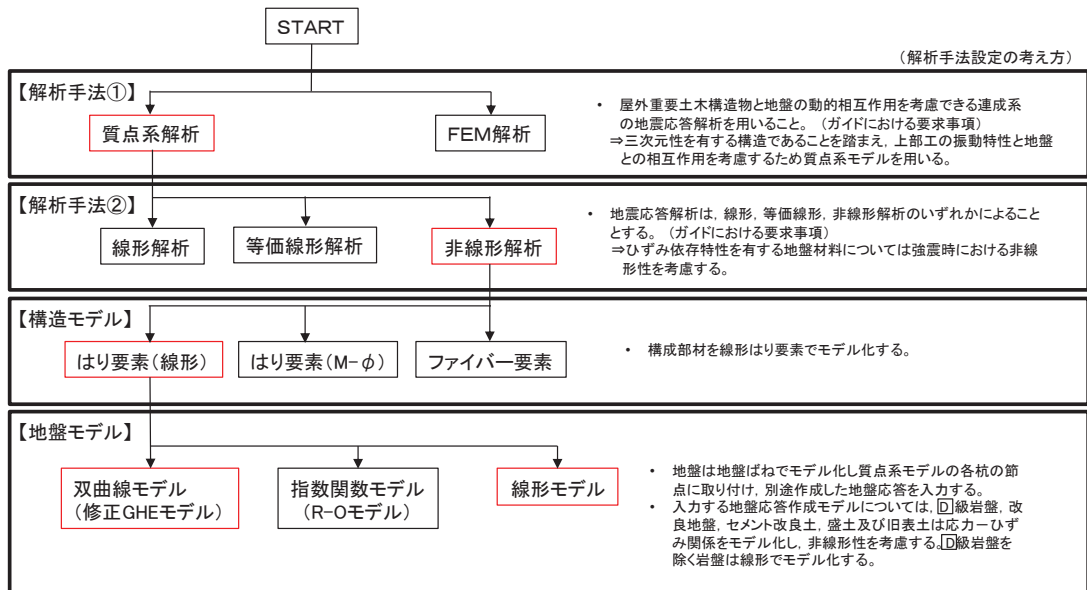 START
(解析手法設定の考え方)
【解析手法①】
質点系解析
FEM解析
・ 屋外重要土木構造物と地盤の動的相互作用を考慮できる連成系
の地震応答解析を用いること。(ガイドにおける要求事項)
⇒三次元性を有する構造であることを踏まえ,上部工の振動特性と地盤
との相互作用を考慮するため質点系モデルを用いる。
【解析手法②】
線形解析
等価線形解析
非線形解析
・ 地震応答解析は,線形,等価線形,非線形解析のいずれかによること
とする。(ガイドにおける要求事項)
⇒ひずみ依存特性を有する地盤材料については強震時における非線
形性を考慮する。
【構造モデル】
はり要素(線形)
はり要素(M-φ)
ファイバー要素
・ 構成部材を線形はり要素でモデル化する。
【地盤モデル】
双曲線モデル
(修正GHEモデル)
指数関数モデル
(R-Oモデル)
線形モデル
・ 地盤は地盤ばねでモデル化し質点系モデルの各杭の節
点に取り付け,別途作成した地盤応答を入力する。
・ 入力する地盤応答作成モデルについては,D級岩盤,改
良地盤,セメント改良土,盛土及び旧表土は応力ーひず
み関係をモデル化し,非線形性を考慮する。D級岩盤を
除く岩盤は線形でモデル化する。